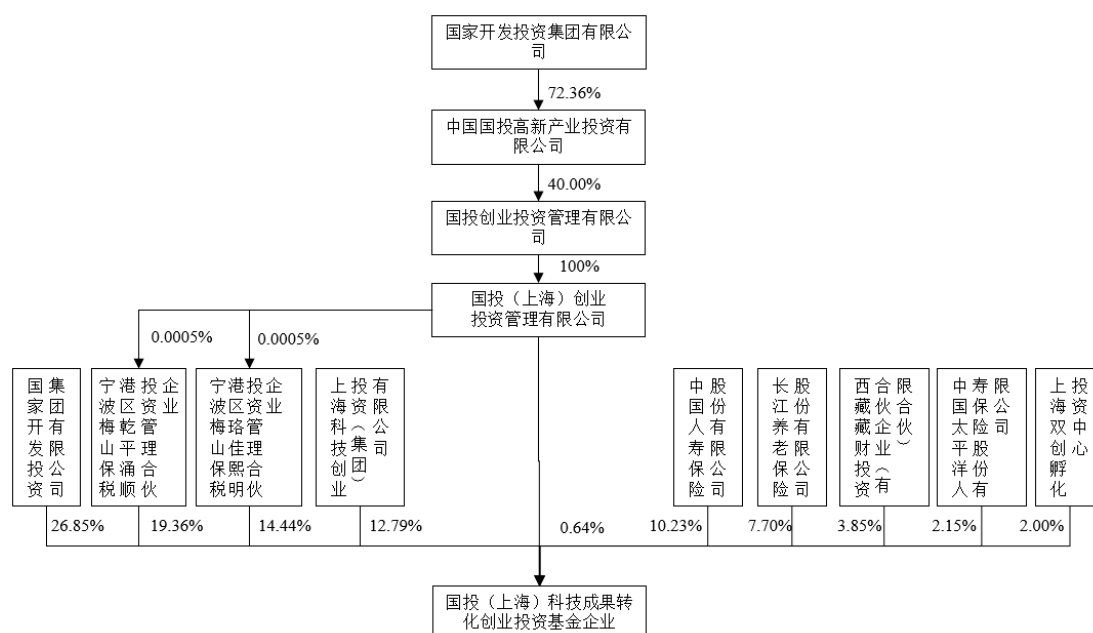 国家开发投资集团有限公
司
72.36%
中国国投高新产业投资有
限公司
40.00%
国投创业投资管理有限公
司
100%
国投（上海）创业
投资管理有限公司
0.0005%
0.0005%
国家开发投资
集团有限公司
宁波梅山保税
港区乾平涌顺
投资管理合伙
企业
宁波梅山保税
港区珞佳熙明
投资管理合伙
企业
上海科技创业
投资（集团）
有限公司
中国人寿保险
股份有限公司
长江养老保险
股份有限公司
西藏藏财投资
合伙企业（有
限合伙）
中国太平洋人
寿保险股份有
限公司
上海双创孵化
投资中心
26.85%
19.36%
14.44%
12.79%
0.64%
10.23%
7.70%
3.85%
2.15%
2.00%
国投（上海）科技成果转
化创业投资基金企业